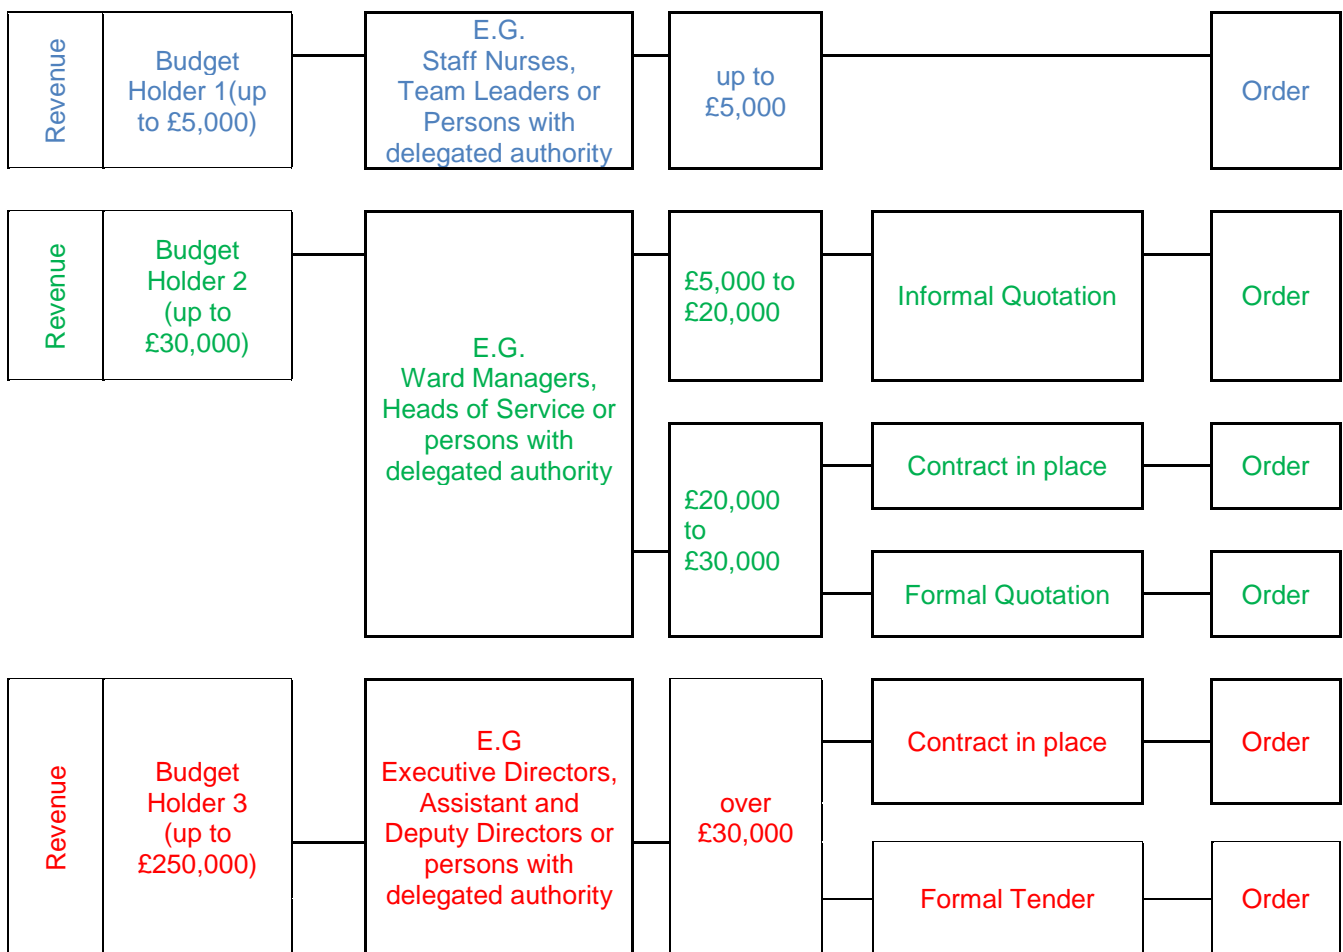 Revenue
Budget
Holder 1(up
to £5,000)
E.G.
Staff Nurses,
Team Leaders or
Persons with
delegated authority
up to
£5,000
Order
Revenue
Budget
Holder 2
(up to
£30,000)
E.G.
Ward Managers,
Heads of Service or
persons with
delegated authority
£5,000 to
£20,000
Informal Quotation
Order
£20,000
to
£30,000
Contract in place
Order
Formal Quotation
Order
Revenue
Budget
Holder 3
(up to
£250,000)
E.G
Executive Directors,
Assistant and
Deputy Directors or
persons with
delegated authority
over
£30,000
Contract in place
Order
Formal Tender
Order